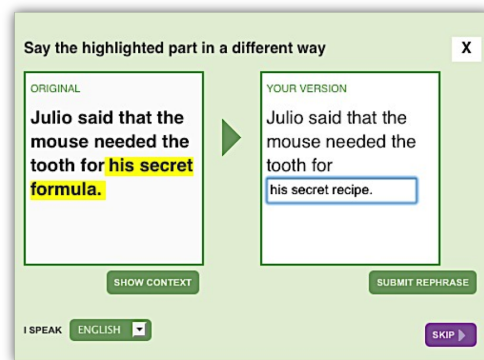 Say the highlighted part in a different way
X
ORIGINAL
Julio said that the
mouse needed the
tooth for his secret
formula.
YOUR VERSION
Julio said that the
mouse needed the
tooth for
his secret recipe.
SHOW CONTEXT
SUBMIT REPHRASE
I SPEAK
ENGLISH
SKIP